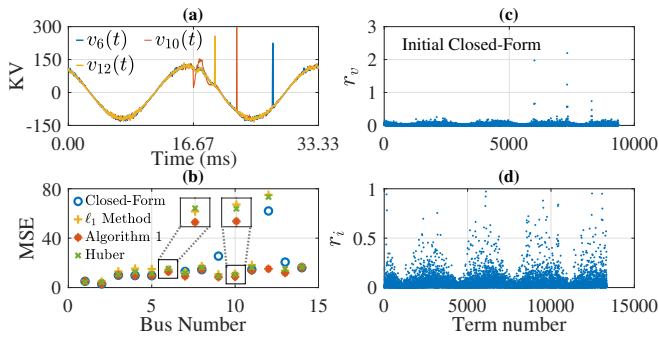 (a)
300
150
0
-150
KV
v6(t)
v10(t)
v12(t)
0.00
16.67
33.33
Time (ms)
(b)
80
40
0
MSE
Closed-Form
ℓ1 Method
Algorithm 1
Huber
0
5
10
15
Bus Number
(c)
3
2
1
0
rv
Initial Closed-Form
0
5000
10000
(d)
1
0.5
0
ri
0
5000
10000
15000
Term number